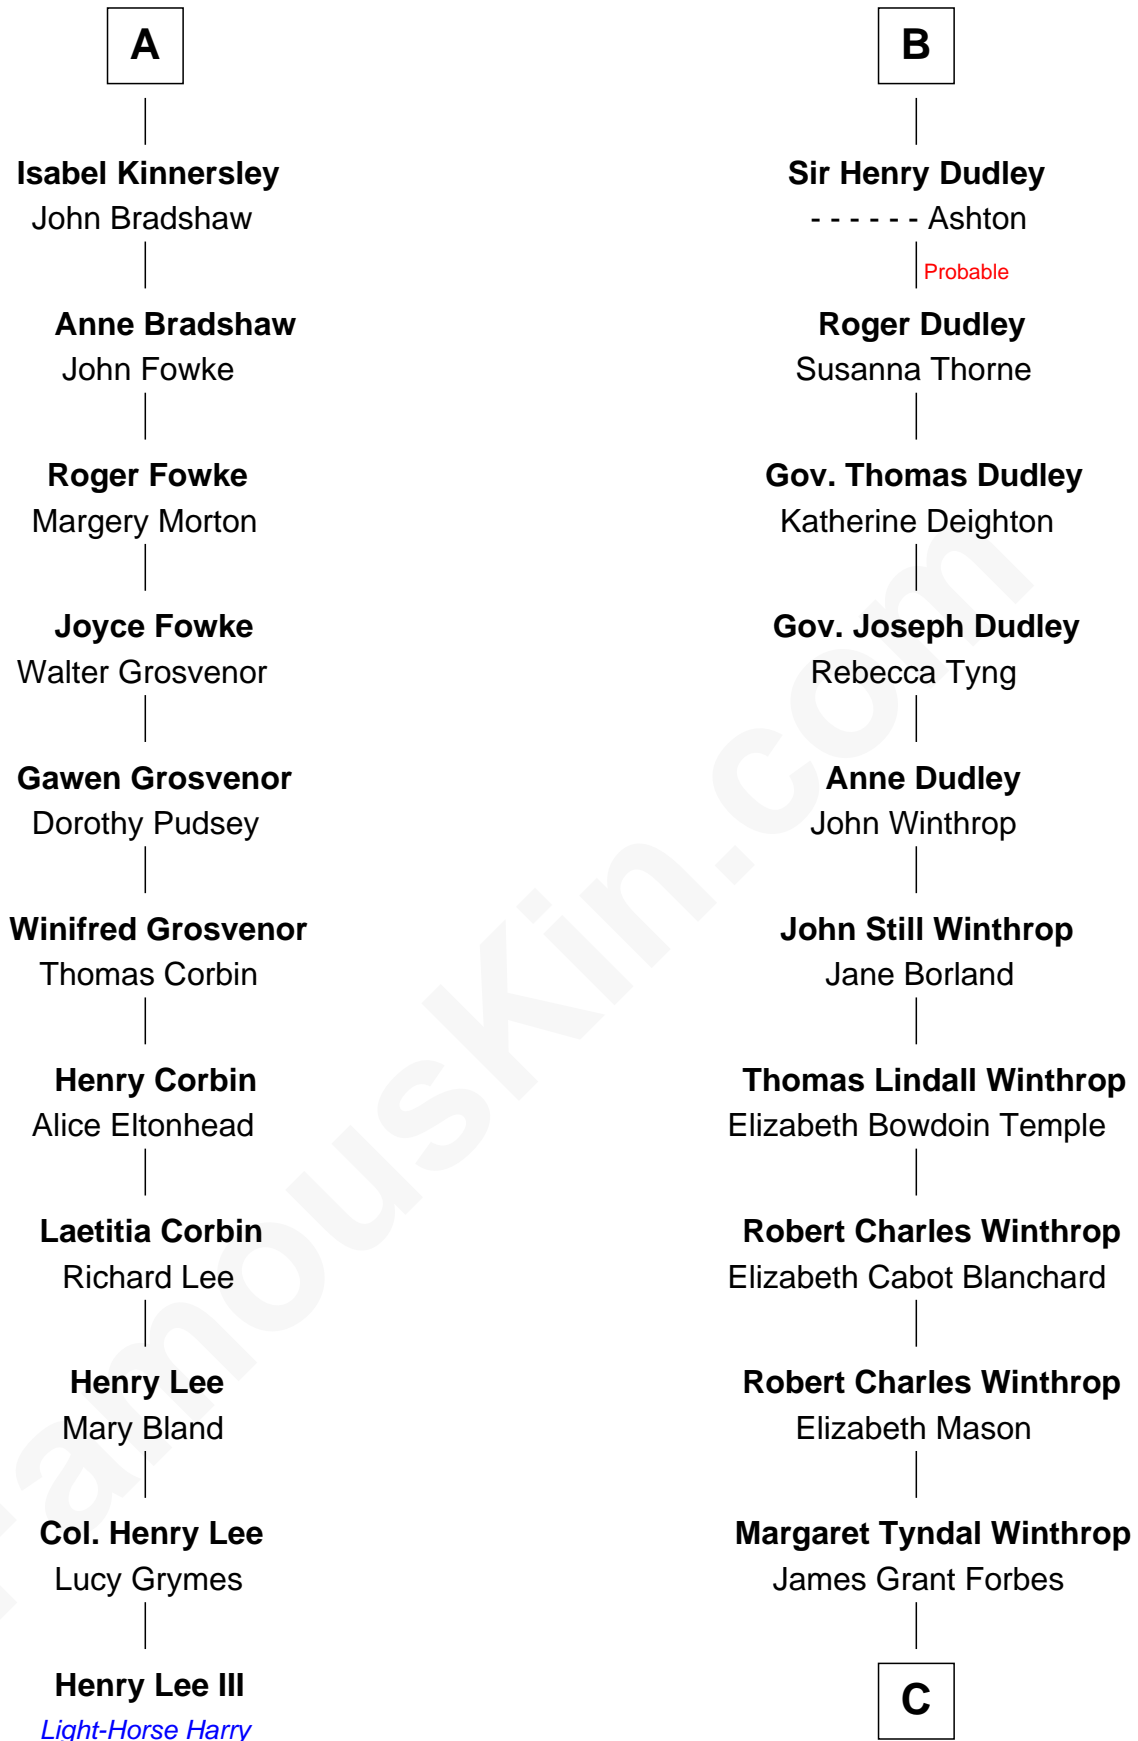 A
Isabel Kinnersley
John Bradshaw
Anne Bradshaw
John Fowke
Roger Fowke
Margery Morton
Joyce Fowke
Walter Grosvenor
Gawen Grosvenor
Dorothy Pudsey
Winifred Grosvenor
Thomas Corbin
Henry Corbin
Alice Eltonhead
Laetitia Corbin
Richard Lee
Henry Lee
Mary Bland
Col. Henry Lee
Lucy Grymes
Henry Lee III
Light-Horse Harry
B
Sir Henry Dudley
- - - - - - Ashton
Probable
Roger Dudley
Susanna Thorne
Gov. Thomas Dudley
Katherine Deighton
Gov. Joseph Dudley
Rebecca Tyng
Anne Dudley
John Winthrop
John Still Winthrop
Jane Borland
Thomas Lindall Winthrop
Elizabeth Bowdoin Temple
Robert Charles Winthrop
Elizabeth Cabot Blanchard
Robert Charles Winthrop
Elizabeth Mason
Margaret Tyndal Winthrop
James Grant Forbes
C
FamousKin.com